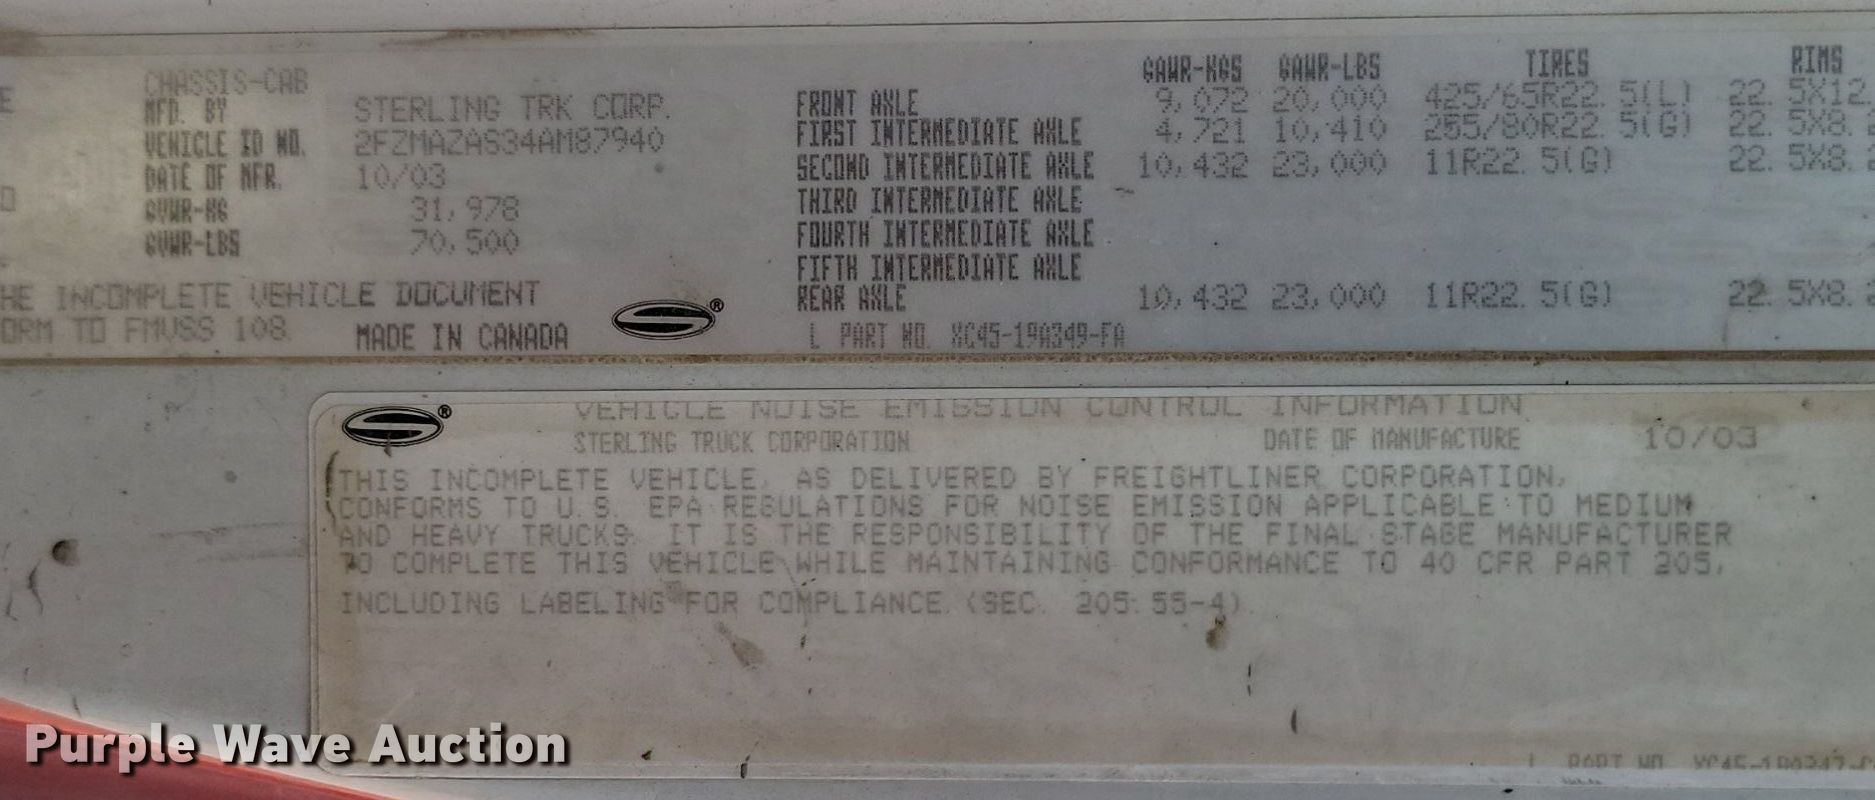 CHASSIS-CAB
MFD. BY STERLING TRK CORP.
VEHICLE ID NO. 2FZMAZAS34AM87940
DATE OF MFR. 10/03
GVWR-KG 31,978
GVWR-LBS 70,500
HE INCOMPLETE VEHICLE DOCUMENT
ORM TO FMVSS 108.
MADE IN CANADA
®
GAWR-KGS GAWR-LBS TIRES RIMS
FRONT AXLE 9,072 20,000 425/65R22.5(L) 22.5X12
FIRST INTERMEDIATE AXLE 4,721 10,410 255/80R22.5(G) 22.5X8.
SECOND INTERMEDIATE AXLE 10,432 23,000 11R22.5(G) 22.5X8.
THIRD INTERMEDIATE AXLE
FOURTH INTERMEDIATE AXLE
FIFTH INTERMEDIATE AXLE
REAR AXLE 10,432 23,000 11R22.5(G) 22.5X8.
L PART NO. XC45-19A349-FA
®
VEHICLE NOISE EMISSION CONTROL INFORMATION
STERLING TRUCK CORPORATION DATE OF MANUFACTURE 10/03
THIS INCOMPLETE VEHICLE, AS DELIVERED BY FREIGHTLINER CORPORATION,
CONFORMS TO U.S. EPA REGULATIONS FOR NOISE EMISSION APPLICABLE TO MEDIUM
AND HEAVY TRUCKS. IT IS THE RESPONSIBILITY OF THE FINAL STAGE MANUFACTURER
TO COMPLETE THIS VEHICLE WHILE MAINTAINING CONFORMANCE TO 40 CFR PART 205,
INCLUDING LABELING FOR COMPLIANCE. (SEC. 205.55-4)
L PART NO.
Purple Wave Auction